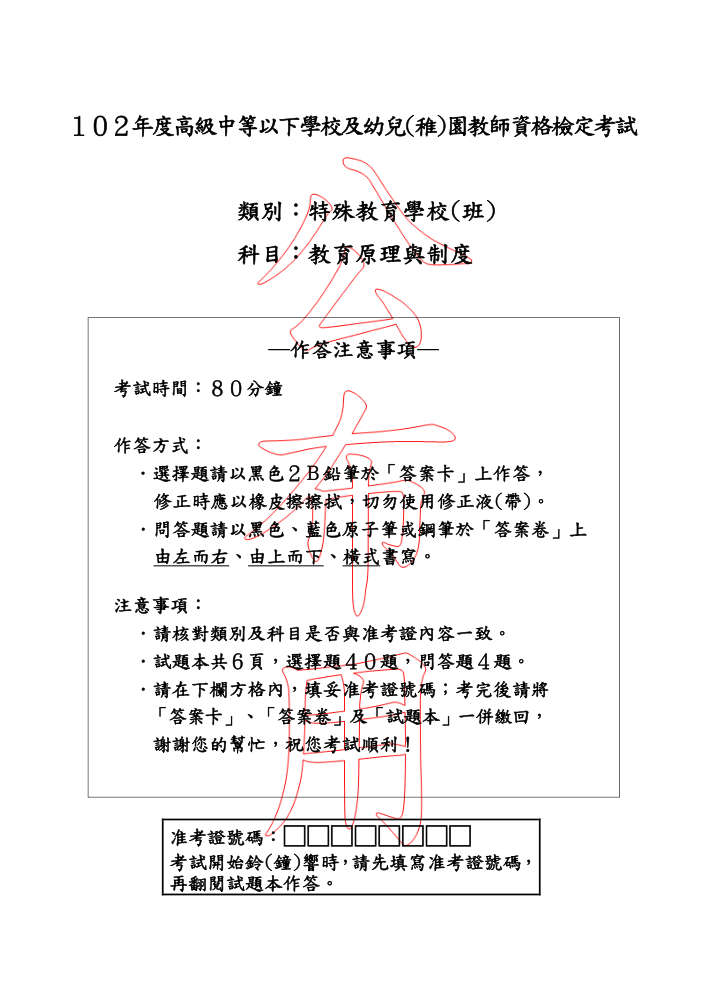 102年度高級中等以下學校及幼兒(稚)園教師資格檢定考試
類別：特殊教育學校(班)
科目：教育原理與制度
—作答注意事項—
考試時間：80分鐘
作答方式：
・選擇題請以黑色2B鉛筆於「答案卡」上作答，
修正時應以橡皮擦擦拭，切勿使用修正液(帶)。
・問答題請以黑色、藍色原子筆或鋼筆於「答案卷」上
由左而右、由上而下、橫式書寫。
注意事項：
・請核對類別及科目是否與准考證內容一致。
・試題本共6頁，選擇題40題，問答題4題。
・請在下欄方格內，填妥准考證號碼；考完後請將
「答案卡」、「答案卷」及「試題本」一併繳回，
謝謝您的幫忙，祝您考試順利！
准考證號碼：□□□□□□□□
考試開始鈴(鐘)響時，請先填寫准考證號碼，
再翻閱試題本作答。
公布用